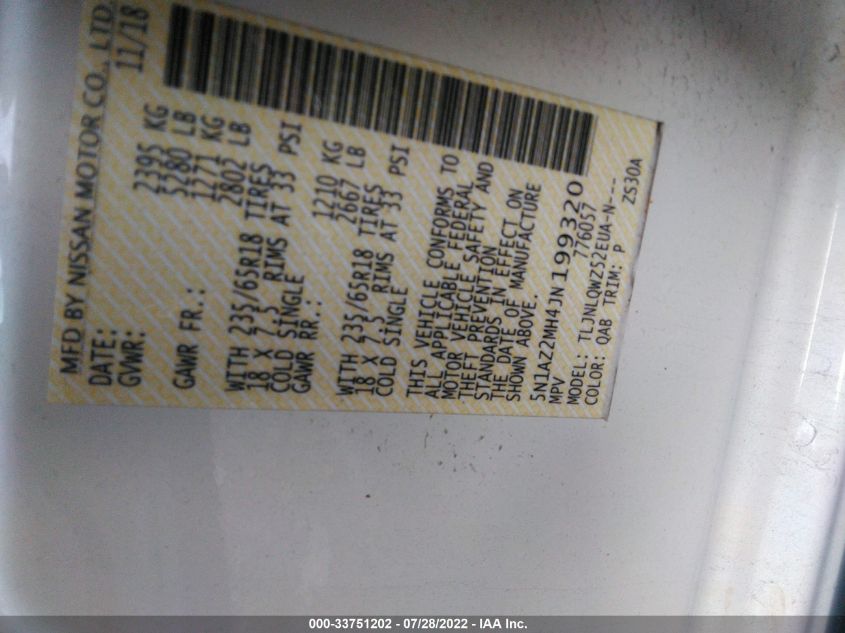 MFD BY NISSAN MOTOR CO., LTD.
DATE: 11/18
GVWR: 2395 KG
5280 LB
GAWR FR.: 1271 KG
2802 LB
WITH 235/65R18 TIRES
18 X 7.5 RIMS AT 33 PSI
COLD SINGLE
GAWR RR.: 1210 KG
2667 LB
WITH 235/65R18 TIRES
18 X 7.5 RIMS AT 33 PSI
COLD SINGLE
THIS VEHICLE CONFORMS TO
ALL APPLICABLE FEDERAL
MOTOR VEHICLE SAFETY AND
THEFT PREVENTION
STANDARDS IN EFFECT ON
THE DATE OF MANUFACTURE
SHOWN ABOVE.
5N1AZ2MH4JN199320
MPV 776057
MODEL: TLJNLQWZS2EUA-N---
COLOR: QAB TRIM: P ZS30A
000-33751202 - 07/28/2022 - IAA Inc.